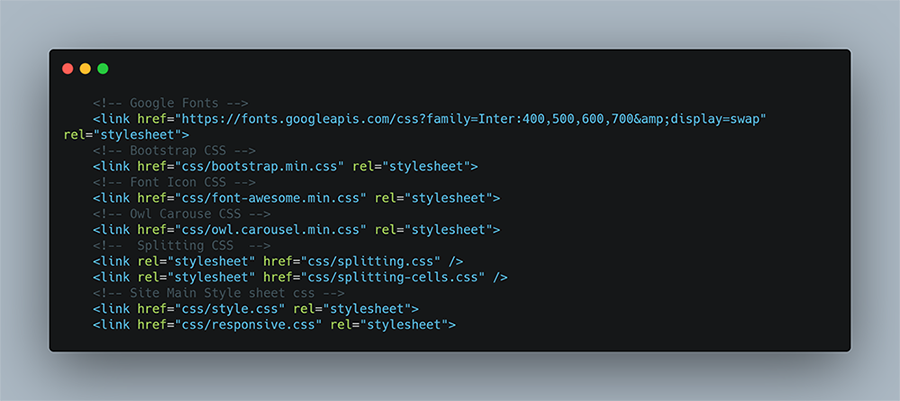 <!-- Google Fonts -->
<link href="https://fonts.googleapis.com/css?family=Inter:400,500,600,700&amp;display=swap"
rel="stylesheet">
<!-- Bootstrap CSS -->
<link href="css/bootstrap.min.css" rel="stylesheet">
<!-- Font Icon CSS -->
<link href="css/font-awesome.min.css" rel="stylesheet">
<!-- Owl Carouse CSS -->
<link href="css/owl.carousel.min.css" rel="stylesheet">
<!--  Splitting CSS  -->
<link rel="stylesheet" href="css/splitting.css" />
<link rel="stylesheet" href="css/splitting-cells.css" />
<!-- Site Main Style sheet css -->
<link href="css/style.css" rel="stylesheet">
<link href="css/responsive.css" rel="stylesheet">